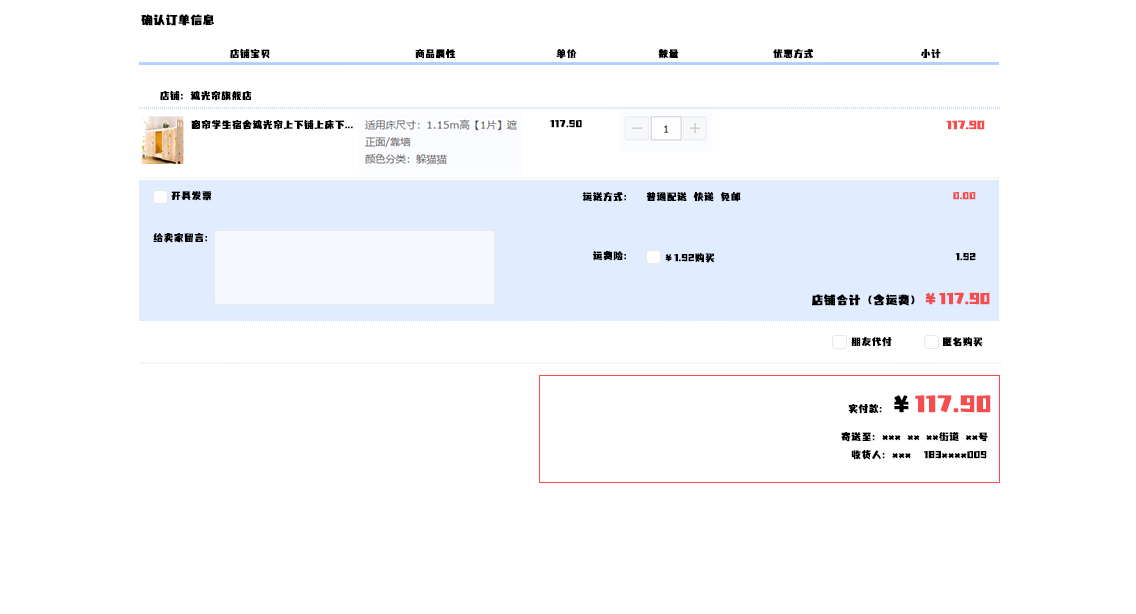 确认订单信息
店铺宝贝 商品属性 单价 数量 优惠方式 小计
店铺：遮光帘旗舰店
窗帘学生宿舍遮光帘上下铺上床下... 适用床尺寸：1.15m高【1片】遮 117.90 1 117.90
正面/靠墙
颜色分类：躲猫猫
开具发票 运送方式： 普通配送 快递 免邮 0.00
给卖家留言：
运费险： ￥1.92购买 1.92
店铺合计（含运费）￥117.90
朋友代付 匿名购买
实付款：￥117.90
寄送至：××× ×× ××街道 ××号
收货人：××× 183××××009